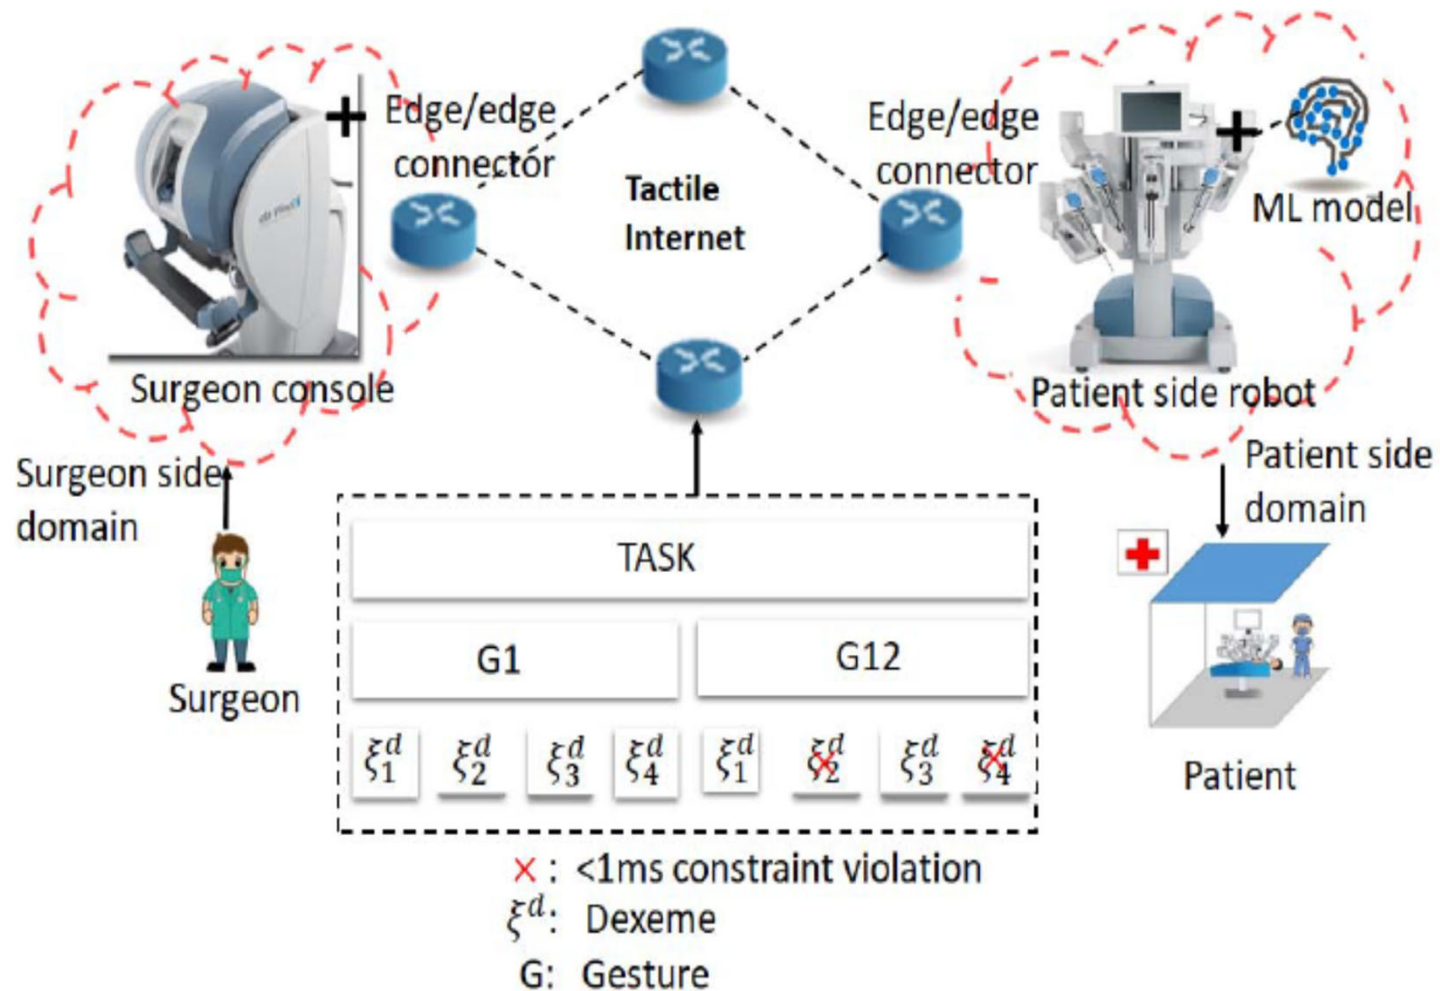 Edge/edge
connector
Edge/edge
connector
Tactile
Internet
ML model
Surgeon console
Patient side robot
Surgeon side
domain
Patient side
domain
TASK
G1
G12
ξ₁ᵈ ξ₂ᵈ ξ₃ᵈ ξ₄ᵈ ξ₁ᵈ ξ₂ᵈ ξ₃ᵈ ξ₄ᵈ
Surgeon
Patient
× : <1ms constraint violation
ξᵈ: Dexeme
G: Gesture